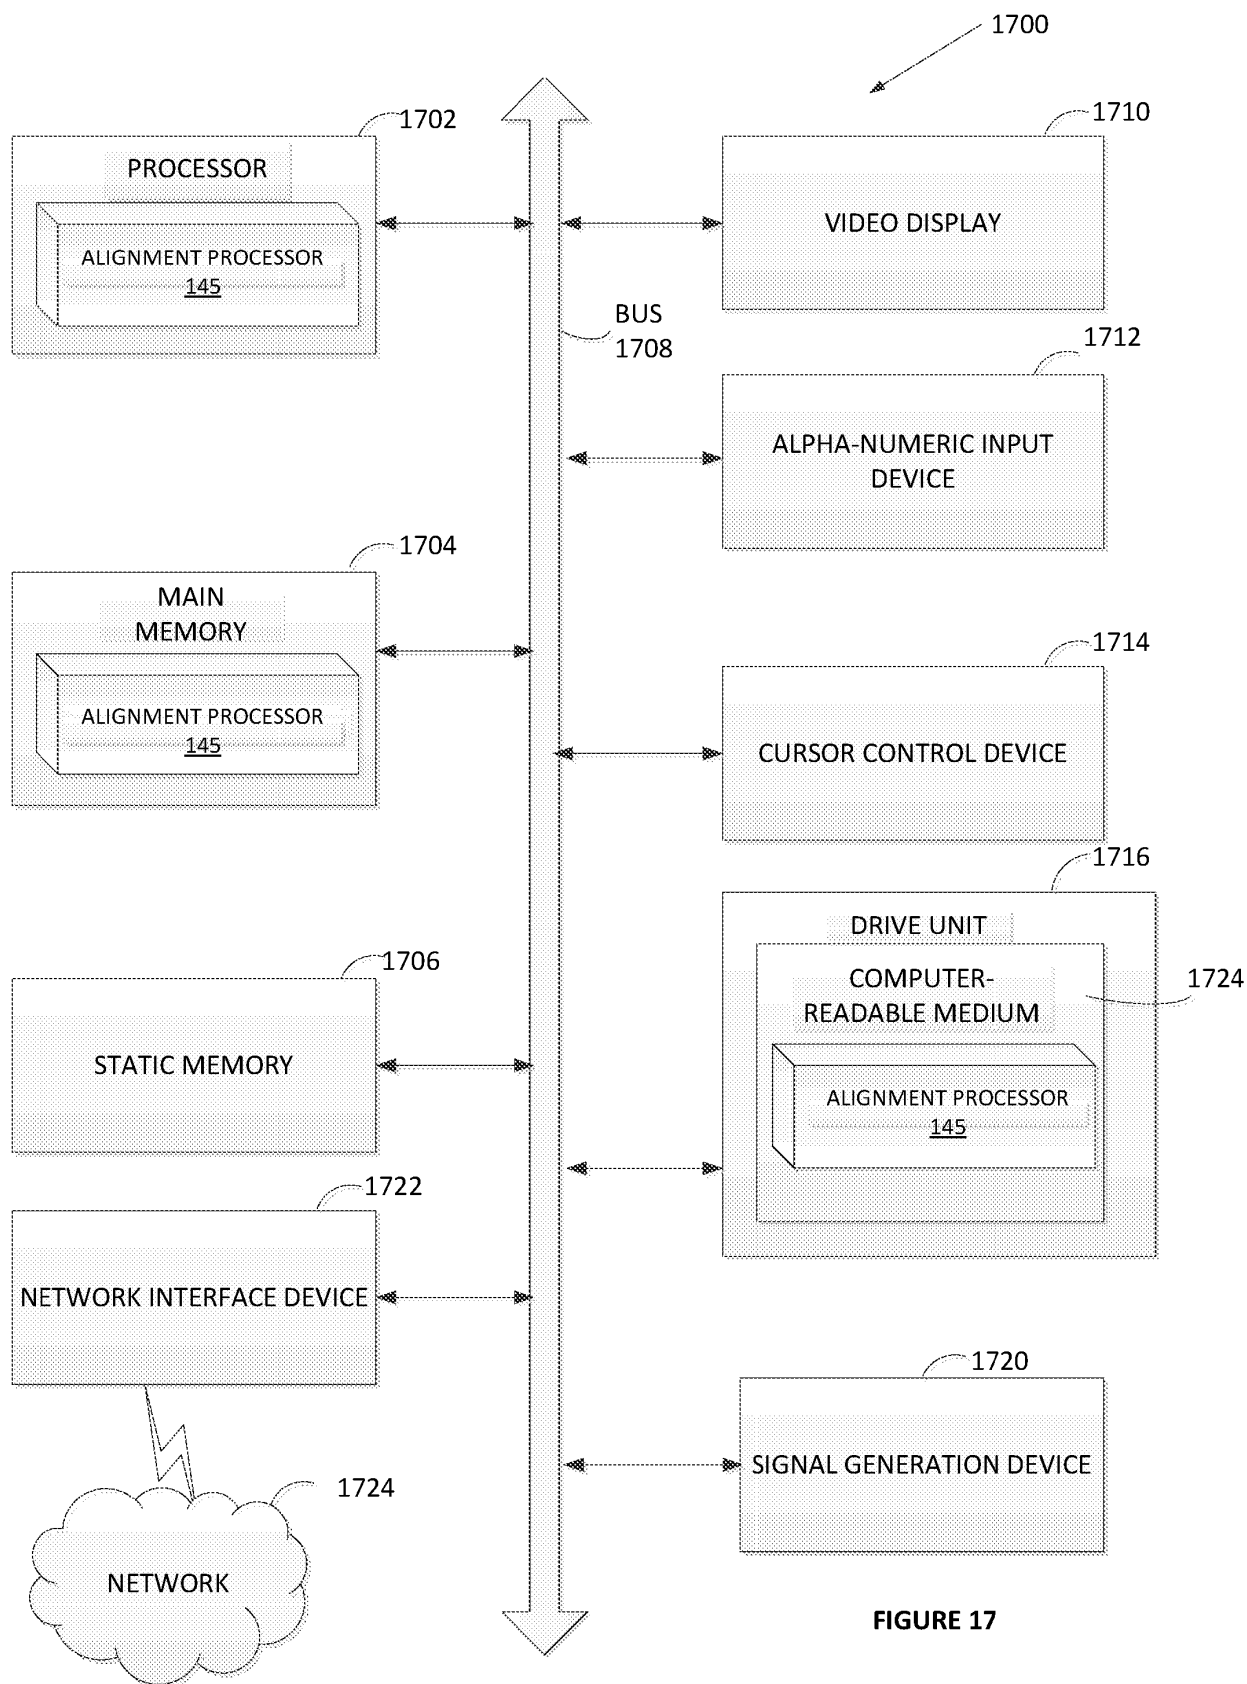 1700
1702
PROCESSOR
ALIGNMENT PROCESSOR
145
1710
VIDEO DISPLAY
BUS
1708
1712
ALPHA-NUMERIC INPUT
DEVICE
1704
MAIN
MEMORY
ALIGNMENT PROCESSOR
145
1714
CURSOR CONTROL DEVICE
1716
DRIVE UNIT
COMPUTER-
READABLE MEDIUM
1724
ALIGNMENT PROCESSOR
145
1706
STATIC MEMORY
1722
NETWORK INTERFACE DEVICE
1720
SIGNAL GENERATION DEVICE
1724
NETWORK
FIGURE 17